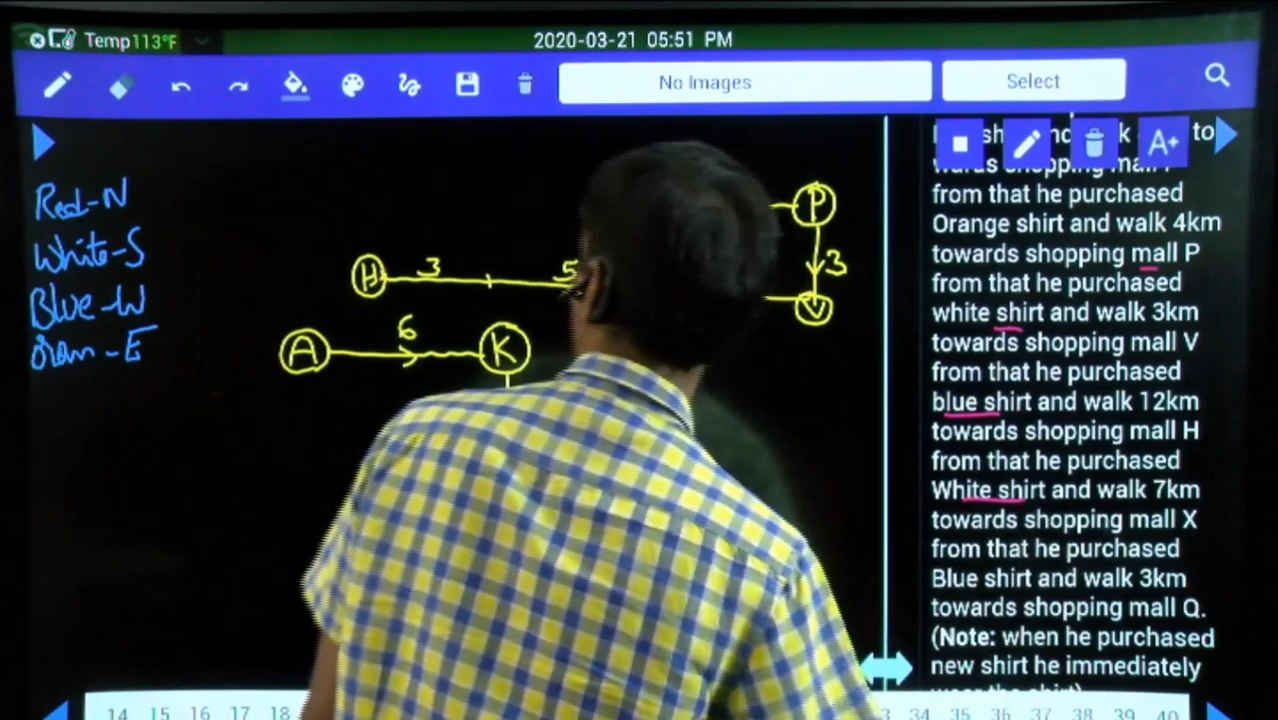 Temp113°F
2020-03-21 05:51 PM
No Images
Select
A+
Red-N
White-S
Blue-W
Oran-E
H 3 5
A 6 K
P
3
V
to
from that he purchased
Orange shirt and walk 4km
towards shopping mall P
from that he purchased
white shirt and walk 3km
towards shopping mall V
from that he purchased
blue shirt and walk 12km
towards shopping mall H
from that he purchased
White shirt and walk 7km
towards shopping mall X
from that he purchased
Blue shirt and walk 3km
towards shopping mall Q.
(Note: when he purchased
new shirt he immediately
14 15 16 17 18 34 35 36 37 38 39 40